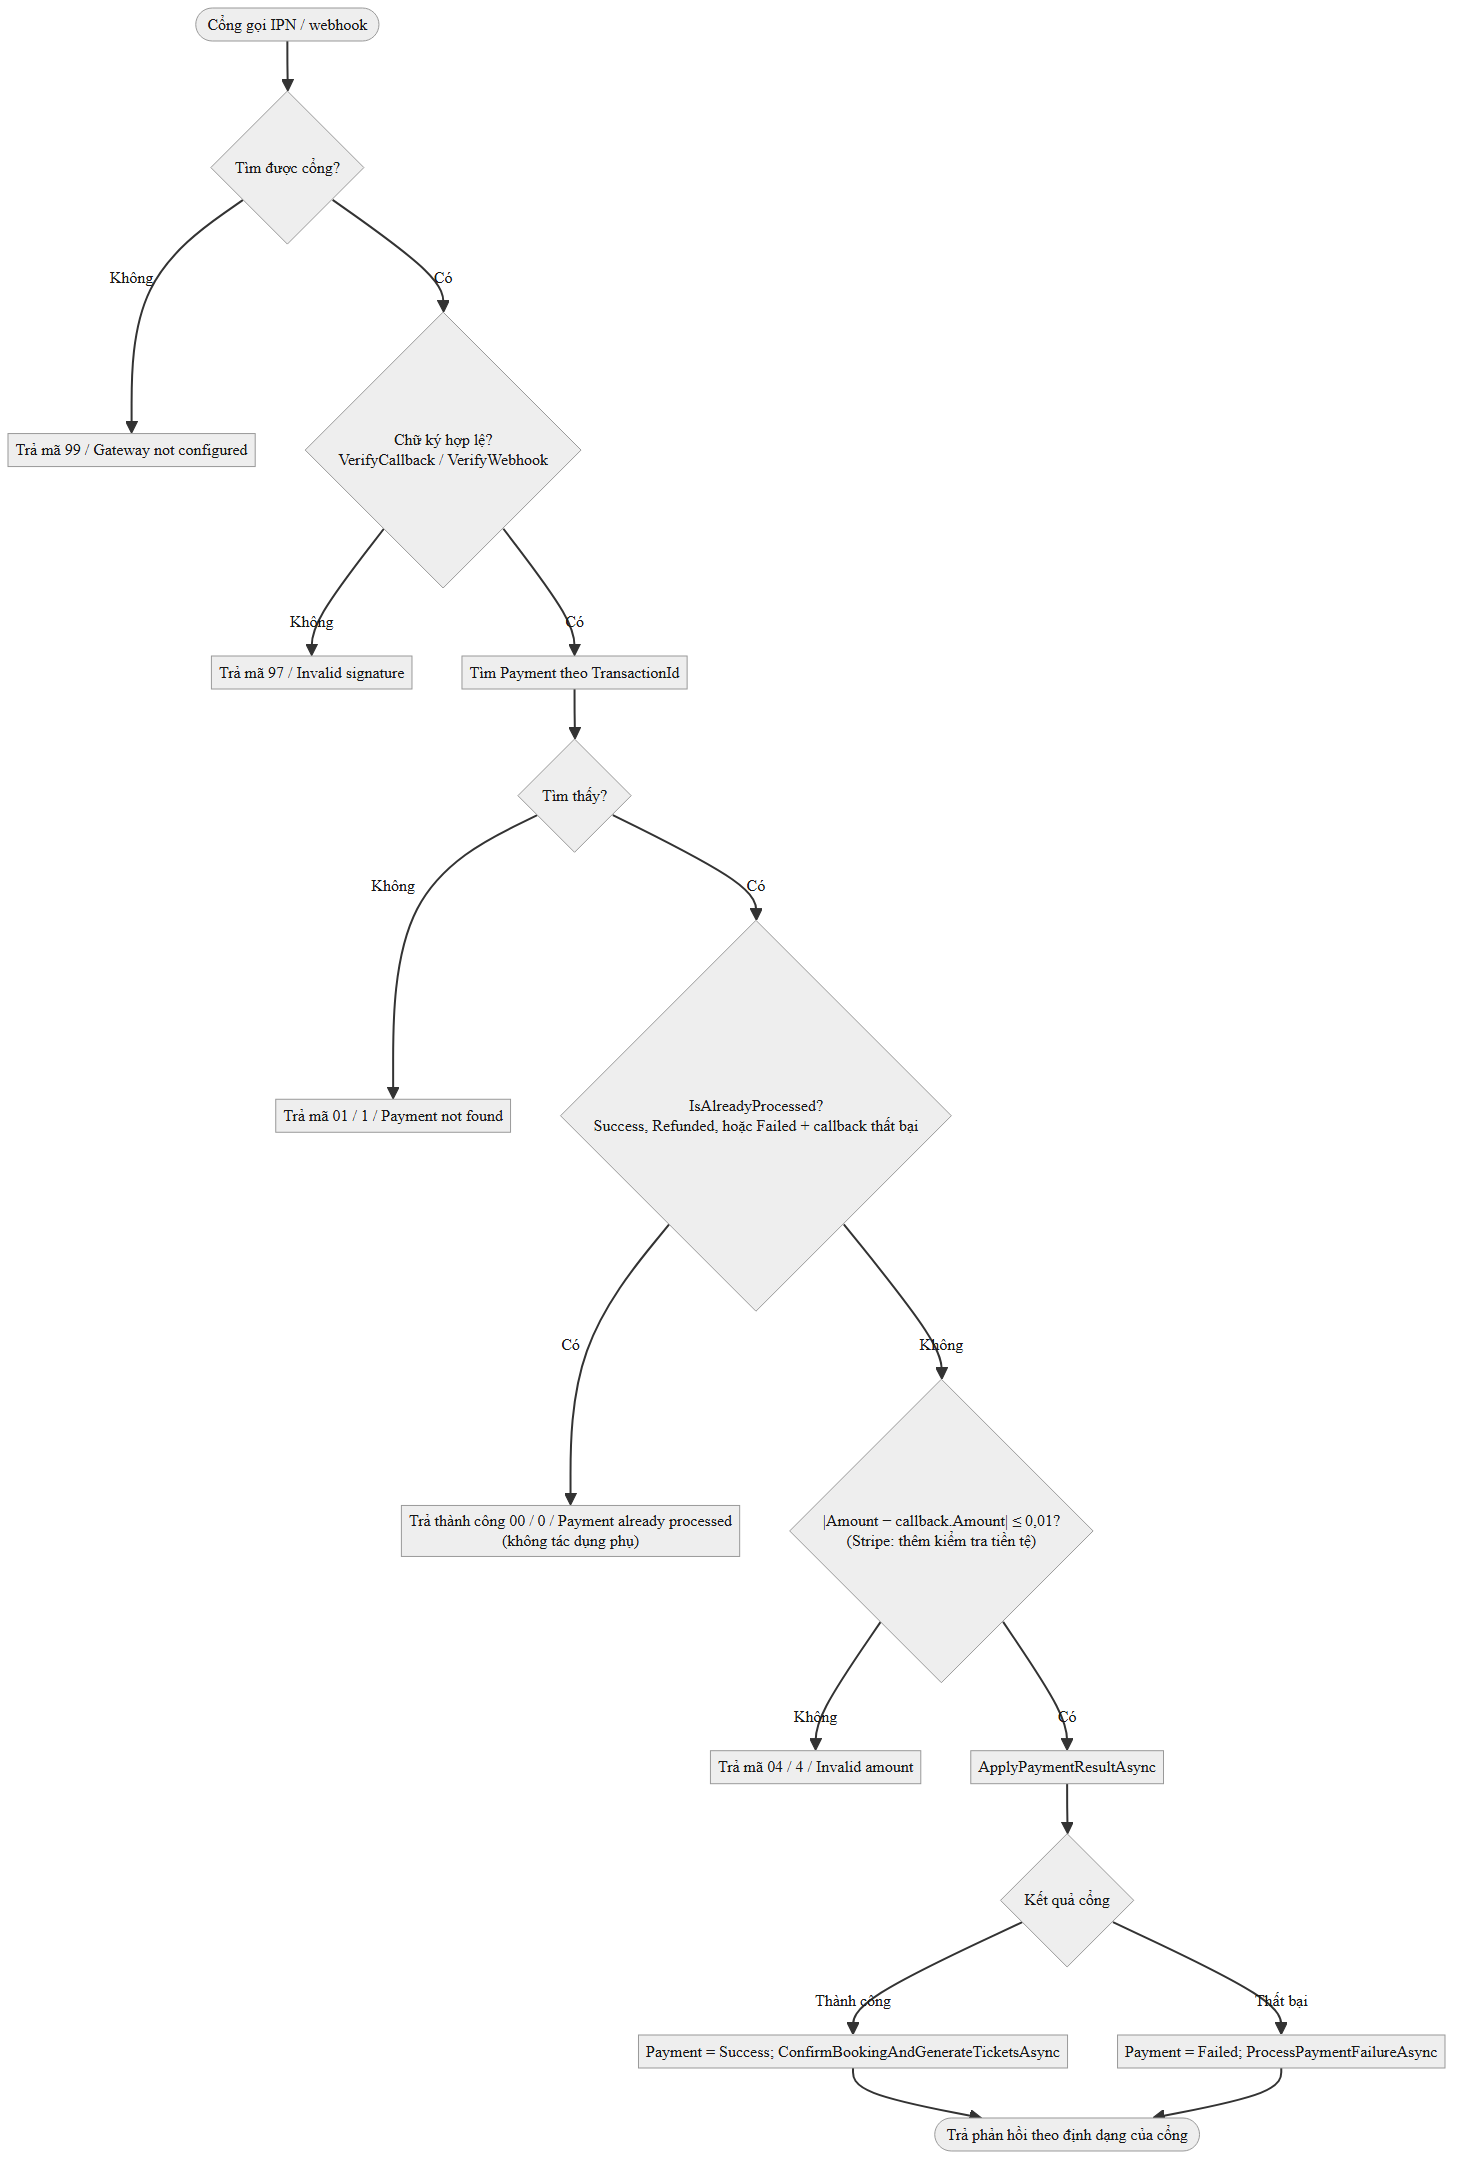 Cổng gọi IPN / webhook
Tìm được cổng?
Không
Có
Chữ ký hợp lệ?
VerifyCallback / VerifyWebhook
Trả mã 99 / Gateway not configured
Không
Có
Trả mã 97 / Invalid signature
Tìm Payment theo TransactionId
Tìm thấy?
Không
Có
IsAlreadyProcessed?
Success, Refunded, hoặc Failed + callback thất bại
Trả mã 01 / 1 / Payment not found
Có
Không
Trả thành công 00 / 0 / Payment already processed
(không tác dụng phụ)
|Amount − callback.Amount| ≤ 0,01?
(Stripe: thêm kiểm tra tiền tệ)
Không
Có
Trả mã 04 / 4 / Invalid amount
ApplyPaymentResultAsync
Kết quả cổng
Thành công
Thất bại
Payment = Success; ConfirmBookingAndGenerateTicketsAsync
Payment = Failed; ProcessPaymentFailureAsync
Trả phản hồi theo định dạng của cổng